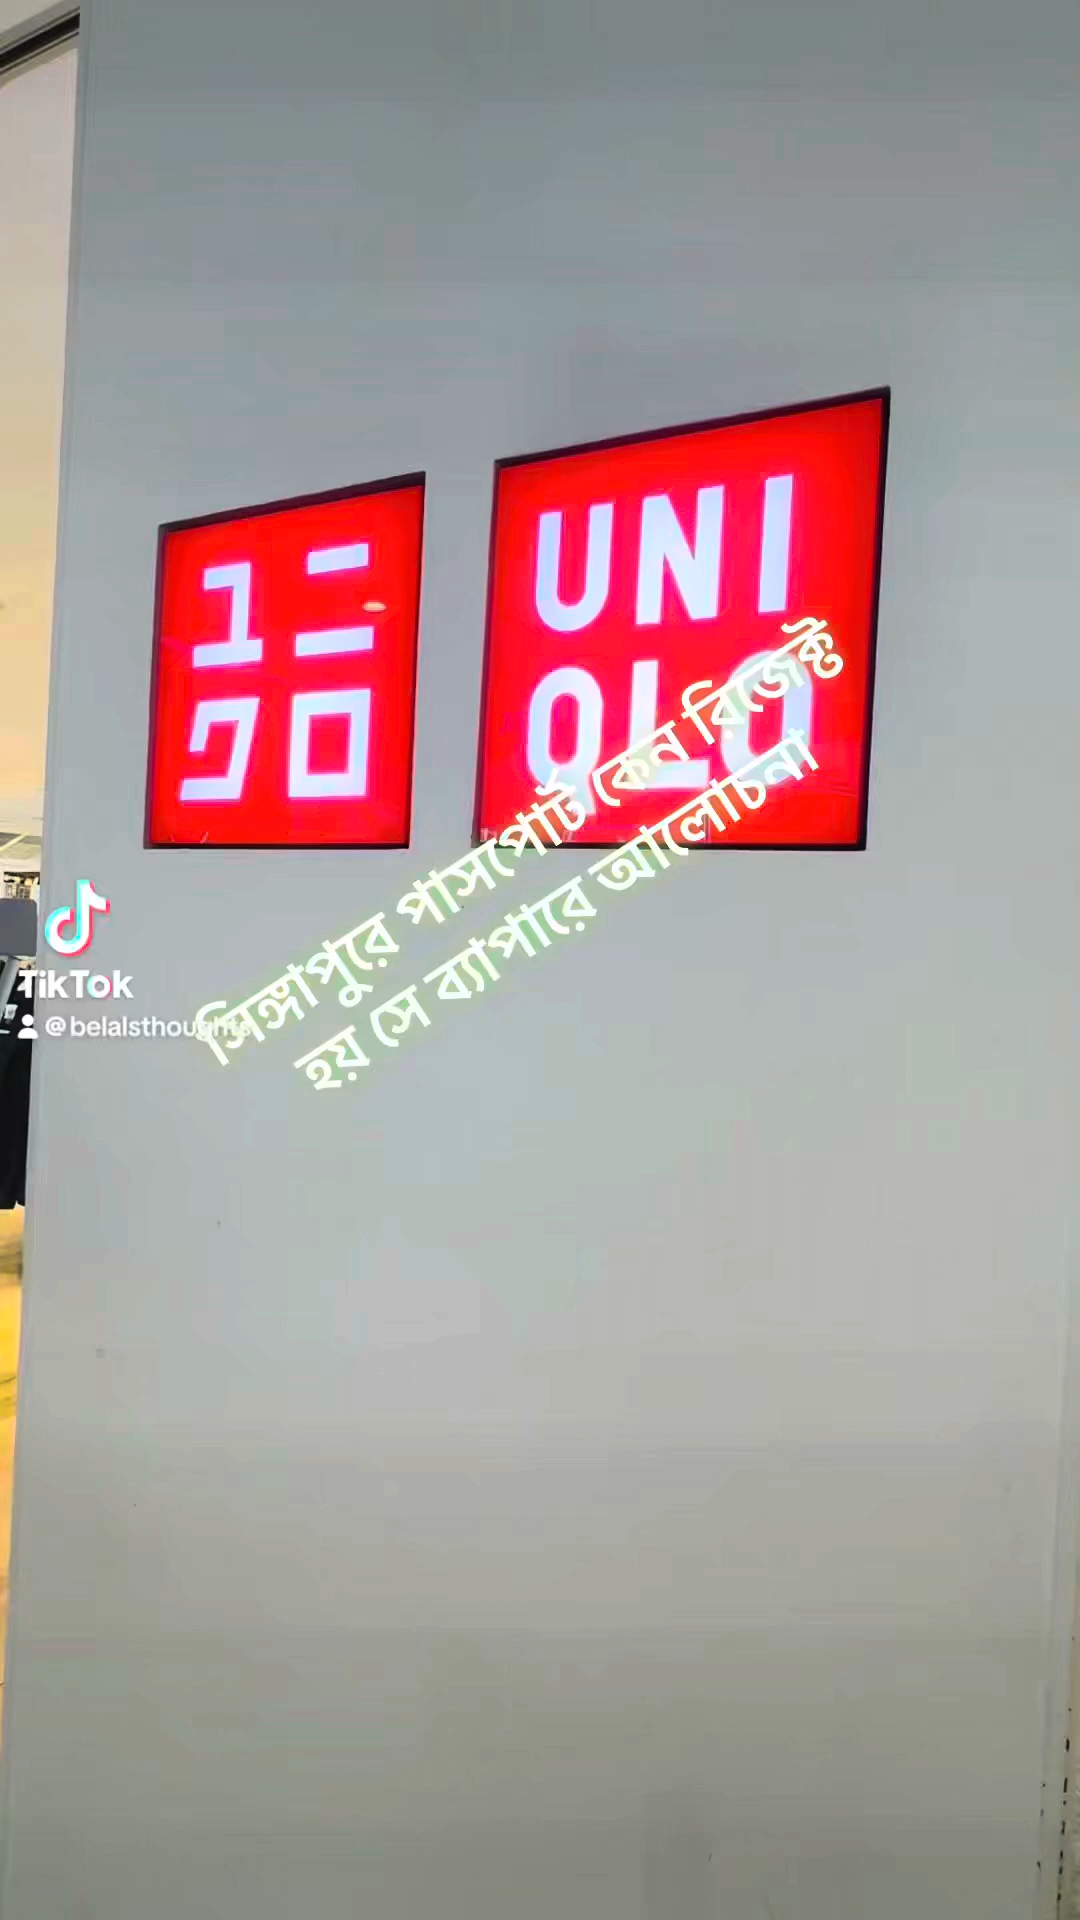 ユニ
クロ
UNI
QLO
সিঙ্গাপুরে পাসপোর্ট কেন রিজেক্ট
হয় সে ব্যাপারে আলোচনা
TikTok
@belalsthoughts